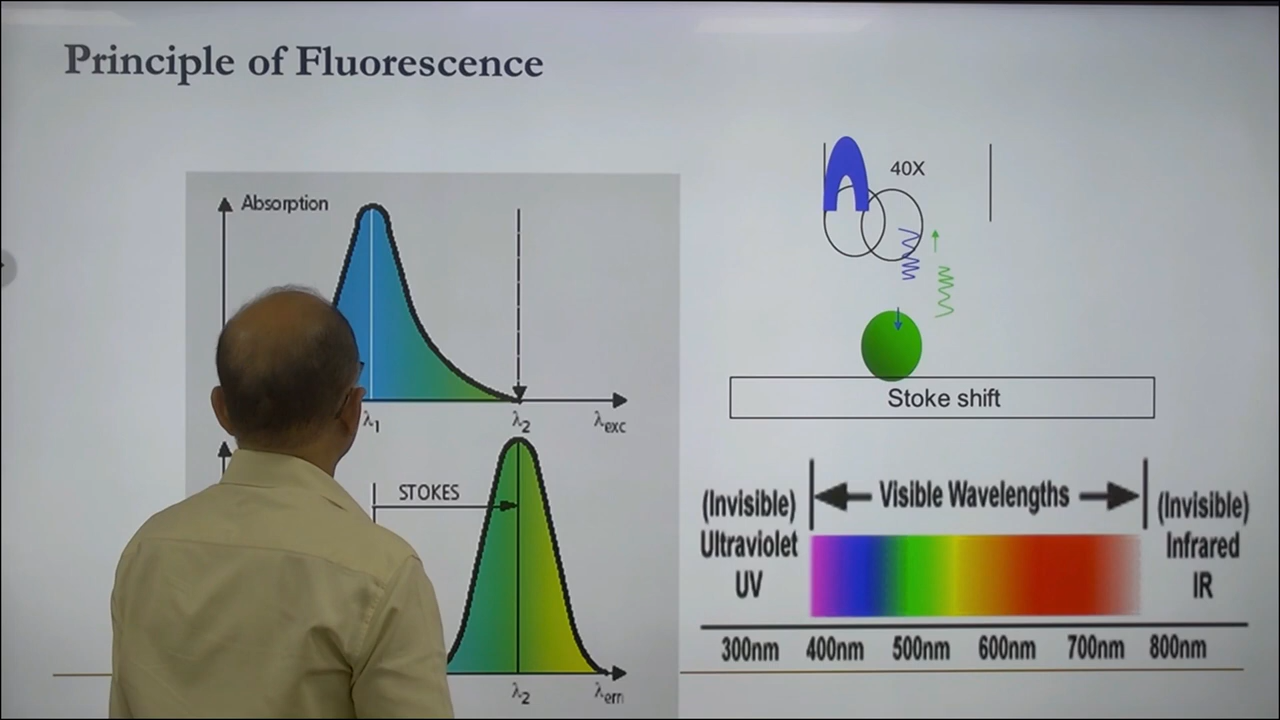 Principle of Fluorescence
Absorption
λ1
λ2
λexc
STOKES
λ2
λem
40X
Stoke shift
(Invisible)
Ultraviolet
UV
Visible Wavelengths
(Invisible)
Infrared
IR
300nm 400nm 500nm 600nm 700nm 800nm